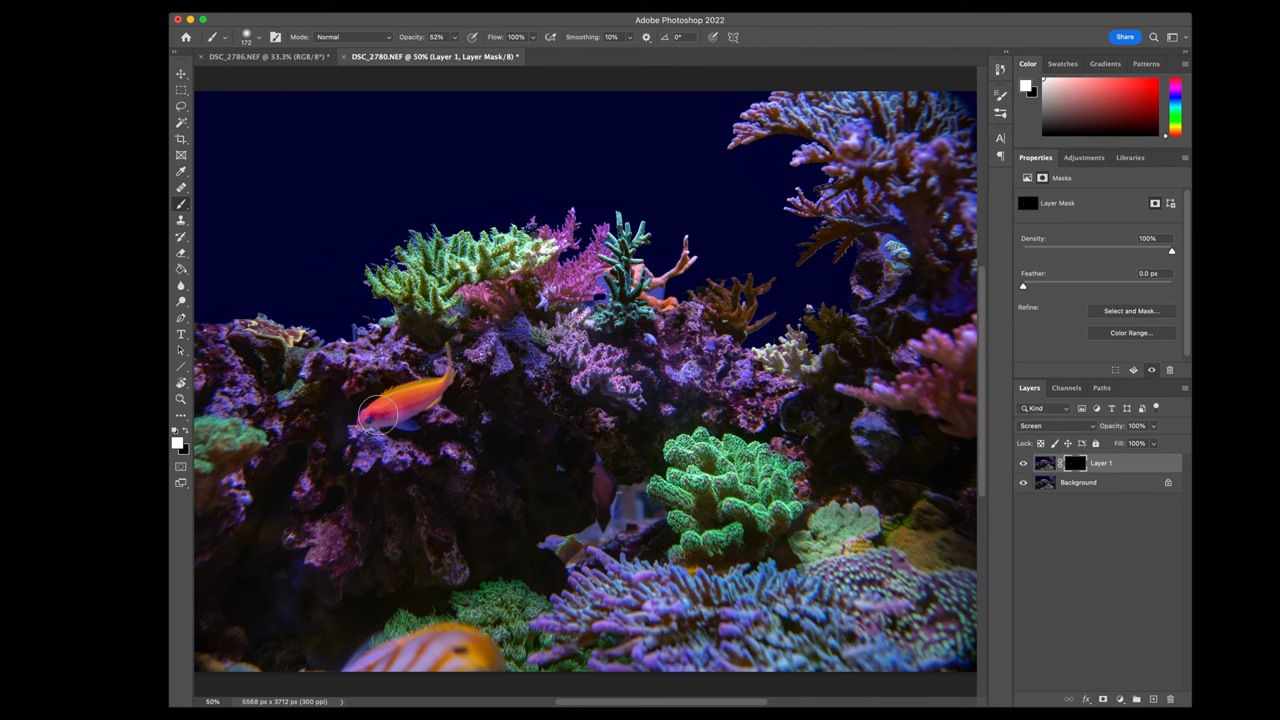 Adobe Photoshop 2022
172 Mode: Normal Opacity: 52% Flow: 100% Smoothing: 10% 0° Share
DSC_2786.NEF @ 33.3% (RGB/8*) * DSC_2780.NEF @ 50% (Layer 1, Layer Mask/8) *
Color Swatches Gradients Patterns
Properties Adjustments Libraries
Masks
Layer Mask
Density: 100%
Feather: 0.0 px
Refine: Select and Mask...
Color Range...
Layers Channels Paths
Kind
Screen Opacity: 100%
Lock: Fill: 100%
Layer 1
Background
50% 5568 px x 3712 px (300 ppi)